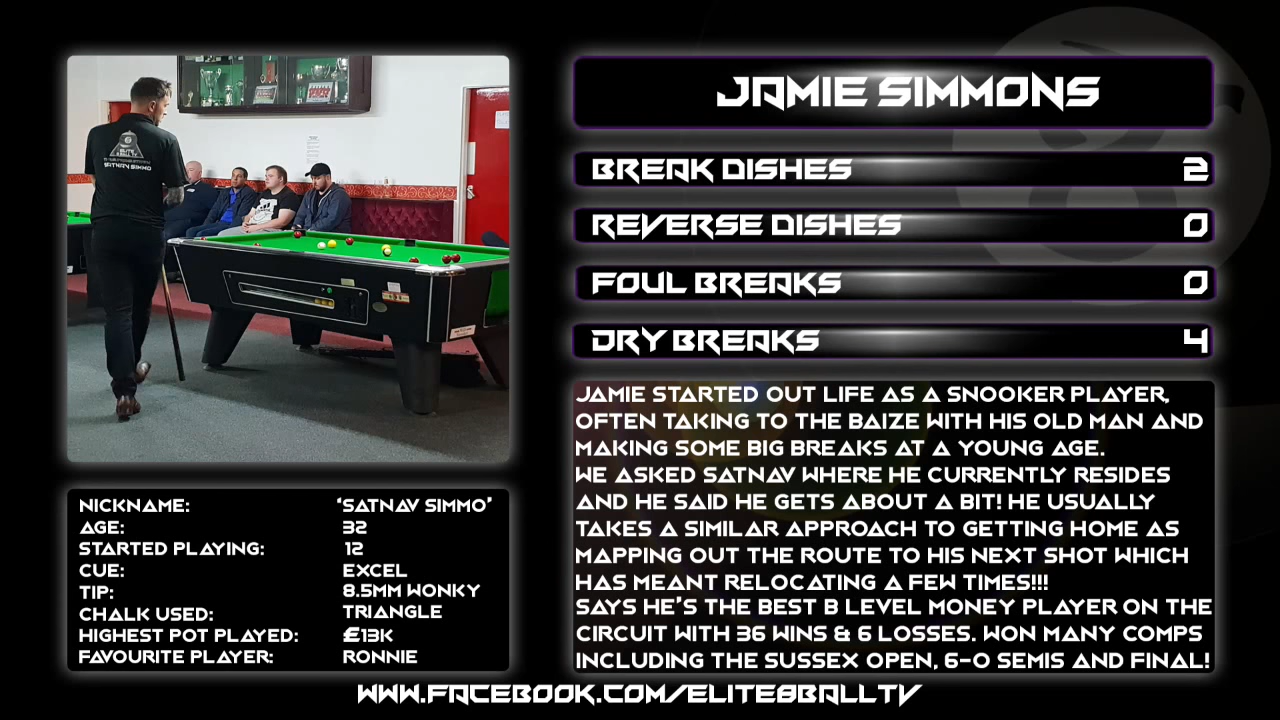 JAMIE SIMMONS
BREAK DISHES 2
REVERSE DISHES 0
FOUL BREAKS 0
DRY BREAKS 4
ELITE
8 BALL TV
SATNAV SIMMO
NICKNAME: 'SATNAV SIMMO'
AGE: 32
STARTED PLAYING: 12
CUE: EXCEL
TIP: 8.5MM WONKY
CHALK USED: TRIANGLE
HIGHEST POT PLAYED: £13K
FAVOURITE PLAYER: RONNIE
JAMIE STARTED OUT LIFE AS A SNOOKER PLAYER,
OFTEN TAKING TO THE BAIZE WITH HIS OLD MAN AND
MAKING SOME BIG BREAKS AT A YOUNG AGE.
WE ASKED SATNAV WHERE HE CURRENTLY RESIDES
AND HE SAID HE GETS ABOUT A BIT! HE USUALLY
TAKES A SIMILAR APPROACH TO GETTING HOME AS
MAPPING OUT THE ROUTE TO HIS NEXT SHOT WHICH
HAS MEANT RELOCATING A FEW TIMES!!!
SAYS HE'S THE BEST B LEVEL MONEY PLAYER ON THE
CIRCUIT WITH 36 WINS & 6 LOSSES. WON MANY COMPS
INCLUDING THE SUSSEX OPEN, 6-0 SEMIS AND FINAL!
WWW.FACEBOOK.COM/ELITE8BALLTV